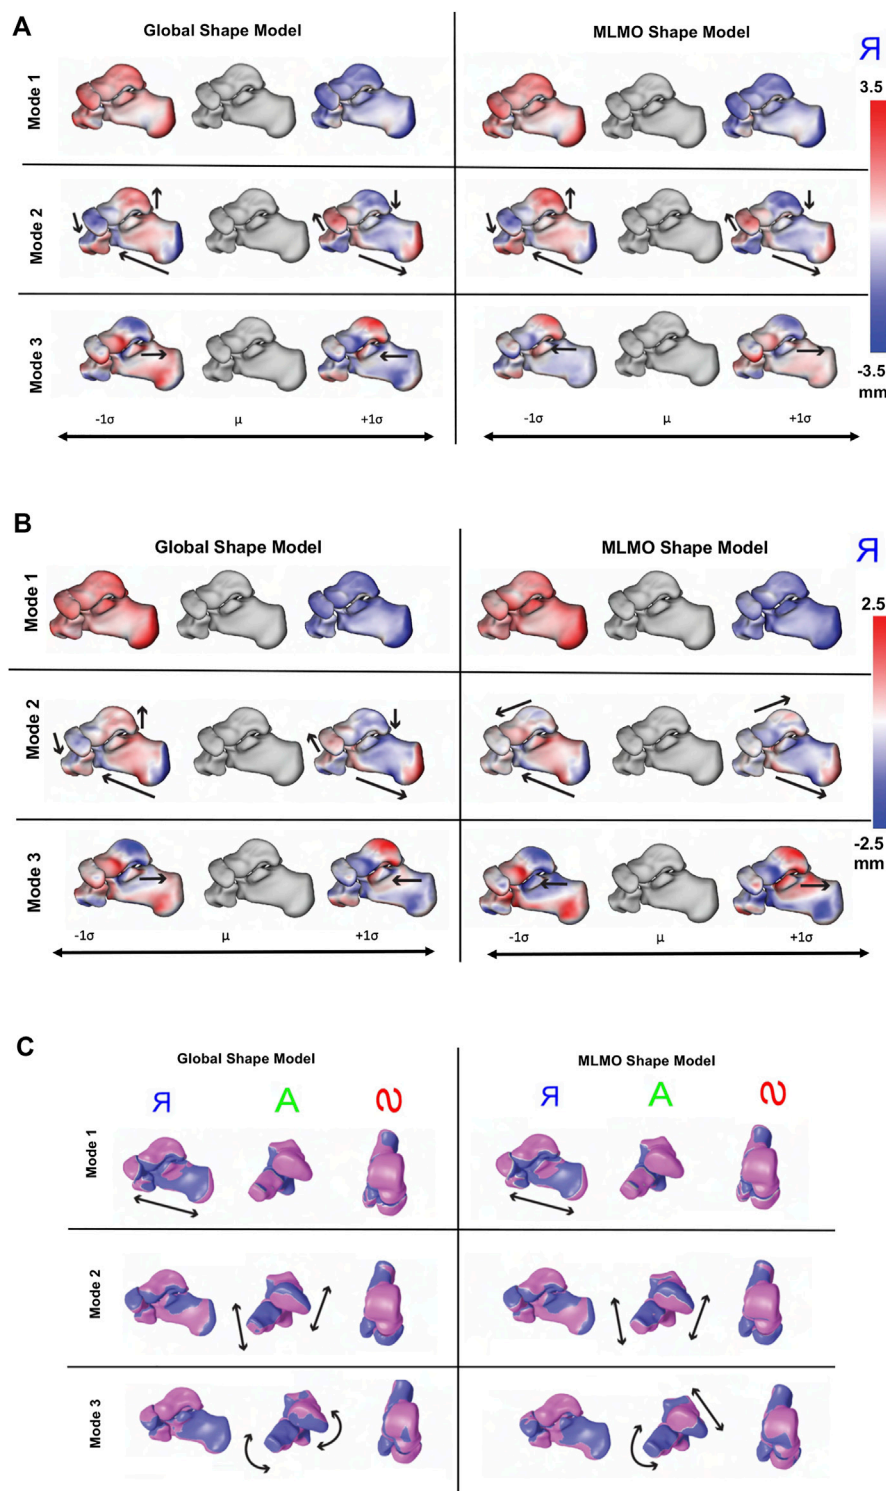 A
Global Shape Model
MLMO Shape Model
Я
Mode 1
3.5
Mode 2
Mode 3
-3.5
mm
-1σ
μ
+1σ
-1σ
μ
+1σ
B
Global Shape Model
MLMO Shape Model
Я
Mode 1
2.5
Mode 2
Mode 3
-2.5
mm
-1σ
μ
+1σ
-1σ
μ
+1σ
C
Global Shape Model
MLMO Shape Model
Я
A
S
Я
A
S
Mode 1
Mode 2
Mode 3